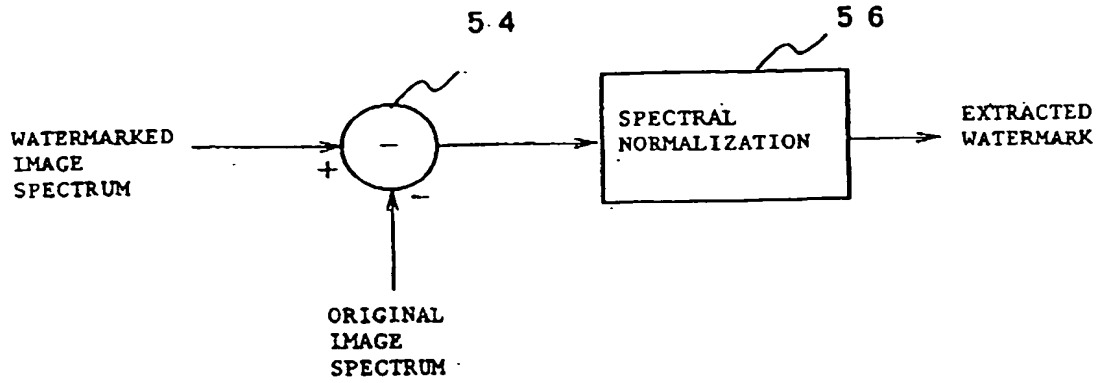 5 4
5 6
WATERMARKED
IMAGE
SPECTRUM
+
-
-
SPECTRAL
NORMALIZATION
EXTRACTED
WATERMARK
ORIGINAL
IMAGE
SPECTRUM